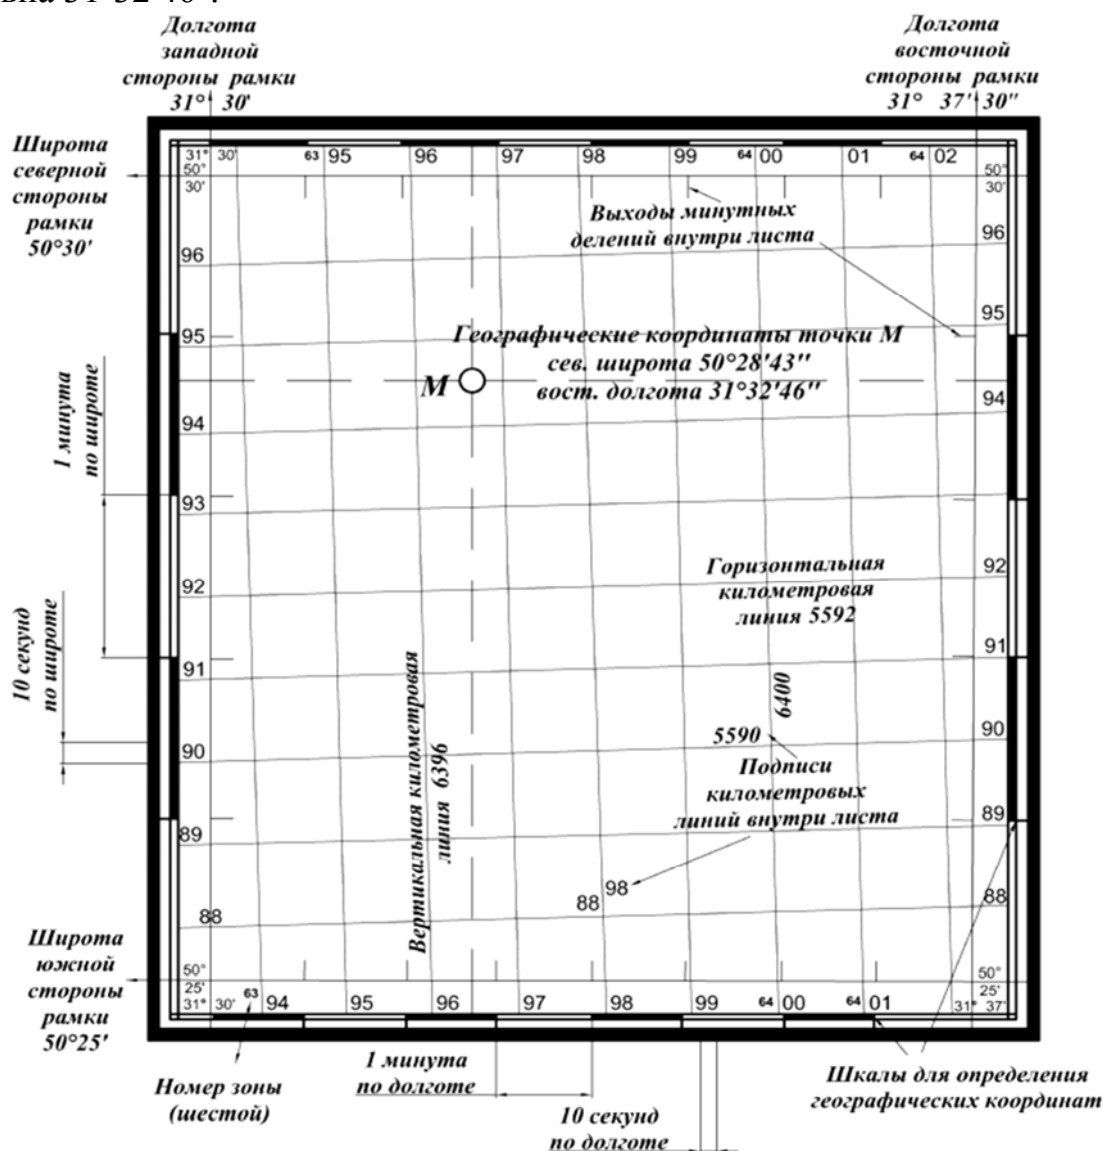 Долгота
западной
стороны рамки
31° 30'
Долгота
восточной
стороны рамки
31° 37' 30"
Широта
северной
стороны
рамки
50°30'
31° 30' 63 95 96 97 98 99 64 00 01 64 02
50°
30'
50°
30'
Выходы минутных
делений внутри листа
96
96
95
95
Географические координаты точки М
сев. широта 50°28'43"
вост. долгота 31°32'46"
М
94
94
1 минута
по широте
93
92
92
Горизонтальная
километровая
линия 5592
10 секунд
по широте
91
91
Вертикальная километровая
линия 6396
6400
5590
90
90
Подписи
километровых
линий внутри листа
89
89
98
88
88
88
Широта
южной
стороны
рамки
50°25'
50°
25'
50°
25'
31° 30' 63 94 95 96 97 98 99 64 00 64 01 31° 37'
Номер зоны
(шестой)
1 минута
по долготе
10 секунд
по долготе
Шкалы для определения
географических координат